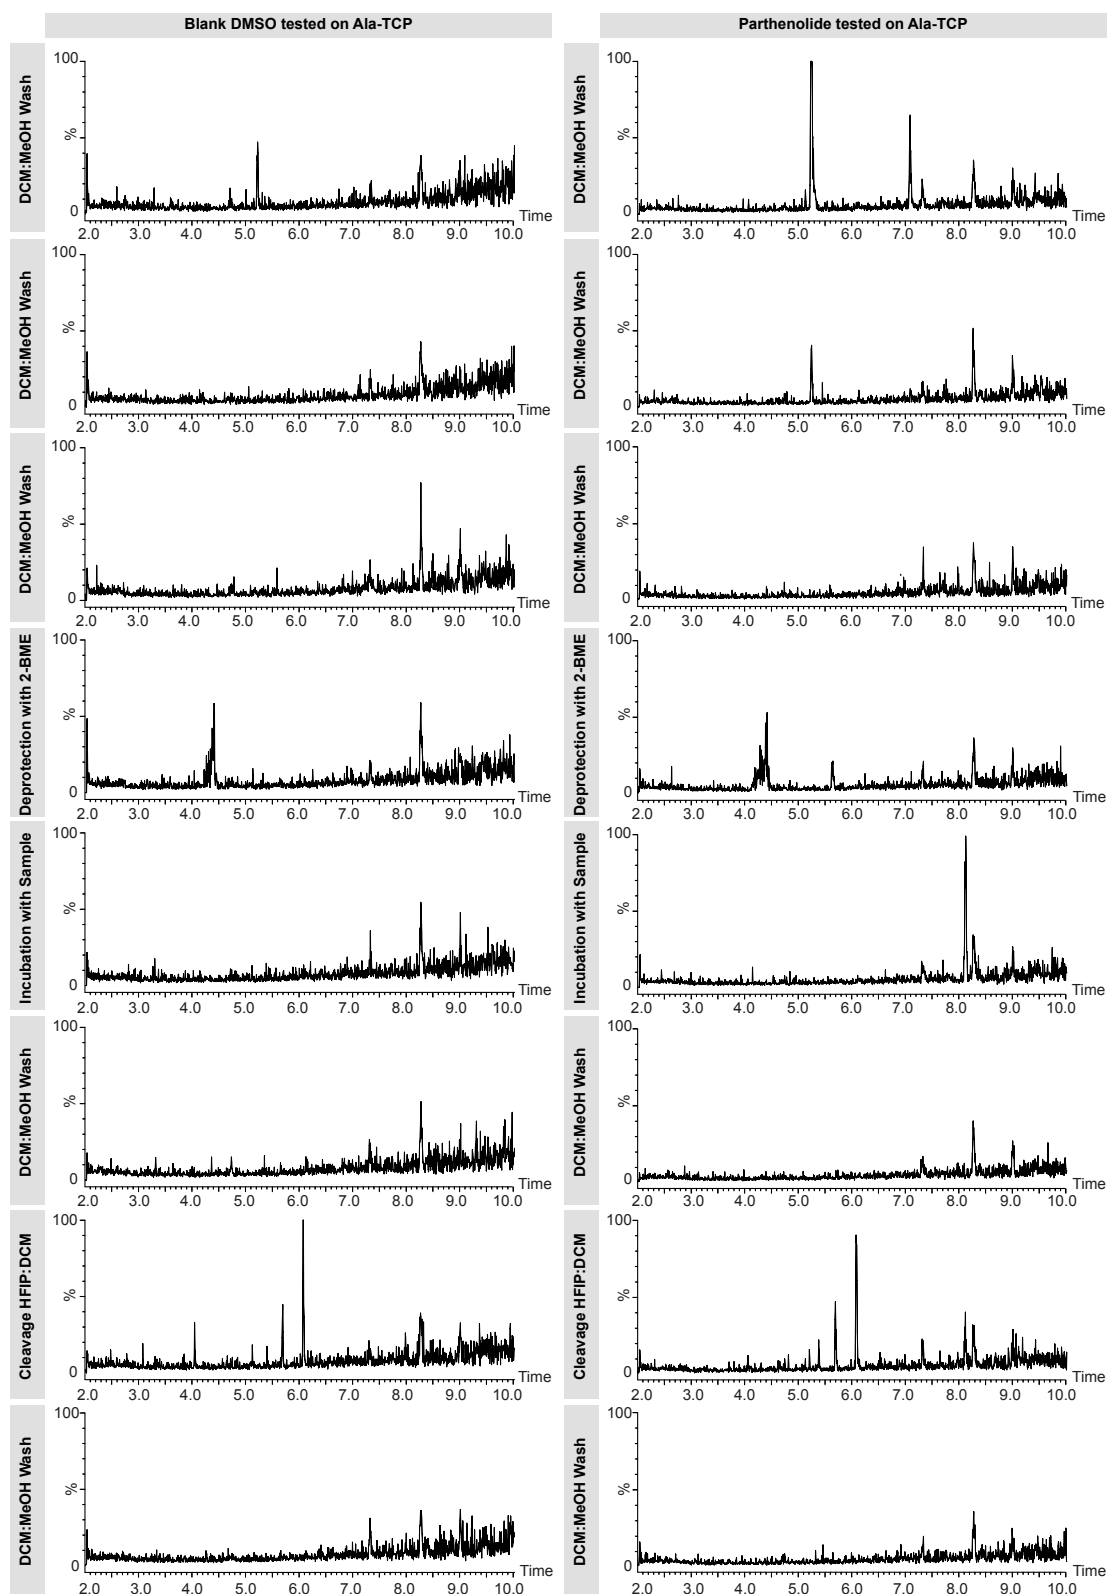 Blank DMSO tested on Ala-TCP
Parthenolide tested on Ala-TCP
DCM:MeOH Wash
100
%
0
2.0 3.0 4.0 5.0 6.0 7.0 8.0 9.0 10.0
Time
DCM:MeOH Wash
100
%
0
2.0 3.0 4.0 5.0 6.0 7.0 8.0 9.0 10.0
Time
DCM:MeOH Wash
100
%
0
2.0 3.0 4.0 5.0 6.0 7.0 8.0 9.0 10.0
Time
DCM:MeOH Wash
100
%
0
2.0 3.0 4.0 5.0 6.0 7.0 8.0 9.0 10.0
Time
DCM:MeOH Wash
100
%
0
2.0 3.0 4.0 5.0 6.0 7.0 8.0 9.0 10.0
Time
DCM:MeOH Wash
100
%
0
2.0 3.0 4.0 5.0 6.0 7.0 8.0 9.0 10.0
Time
Deprotection with 2-BME
100
%
0
2.0 3.0 4.0 5.0 6.0 7.0 8.0 9.0 10.0
Time
Deprotection with 2-BME
100
%
0
2.0 3.0 4.0 5.0 6.0 7.0 8.0 9.0 10.0
Time
Incubation with Sample
100
%
0
2.0 3.0 4.0 5.0 6.0 7.0 8.0 9.0 10.0
Time
Incubation with Sample
100
%
0
2.0 3.0 4.0 5.0 6.0 7.0 8.0 9.0 10.0
Time
DCM:MeOH Wash
100
%
0
2.0 3.0 4.0 5.0 6.0 7.0 8.0 9.0 10.0
Time
DCM:MeOH Wash
100
%
0
2.0 3.0 4.0 5.0 6.0 7.0 8.0 9.0 10.0
Time
Cleavage HFIP:DCM
100
%
0
2.0 3.0 4.0 5.0 6.0 7.0 8.0 9.0 10.0
Time
Cleavage HFIP:DCM
100
%
0
2.0 3.0 4.0 5.0 6.0 7.0 8.0 9.0 10.0
Time
DCM:MeOH Wash
100
%
0
2.0 3.0 4.0 5.0 6.0 7.0 8.0 9.0 10.0
Time
DCM:MeOH Wash
100
%
0
2.0 3.0 4.0 5.0 6.0 7.0 8.0 9.0 10.0
Time